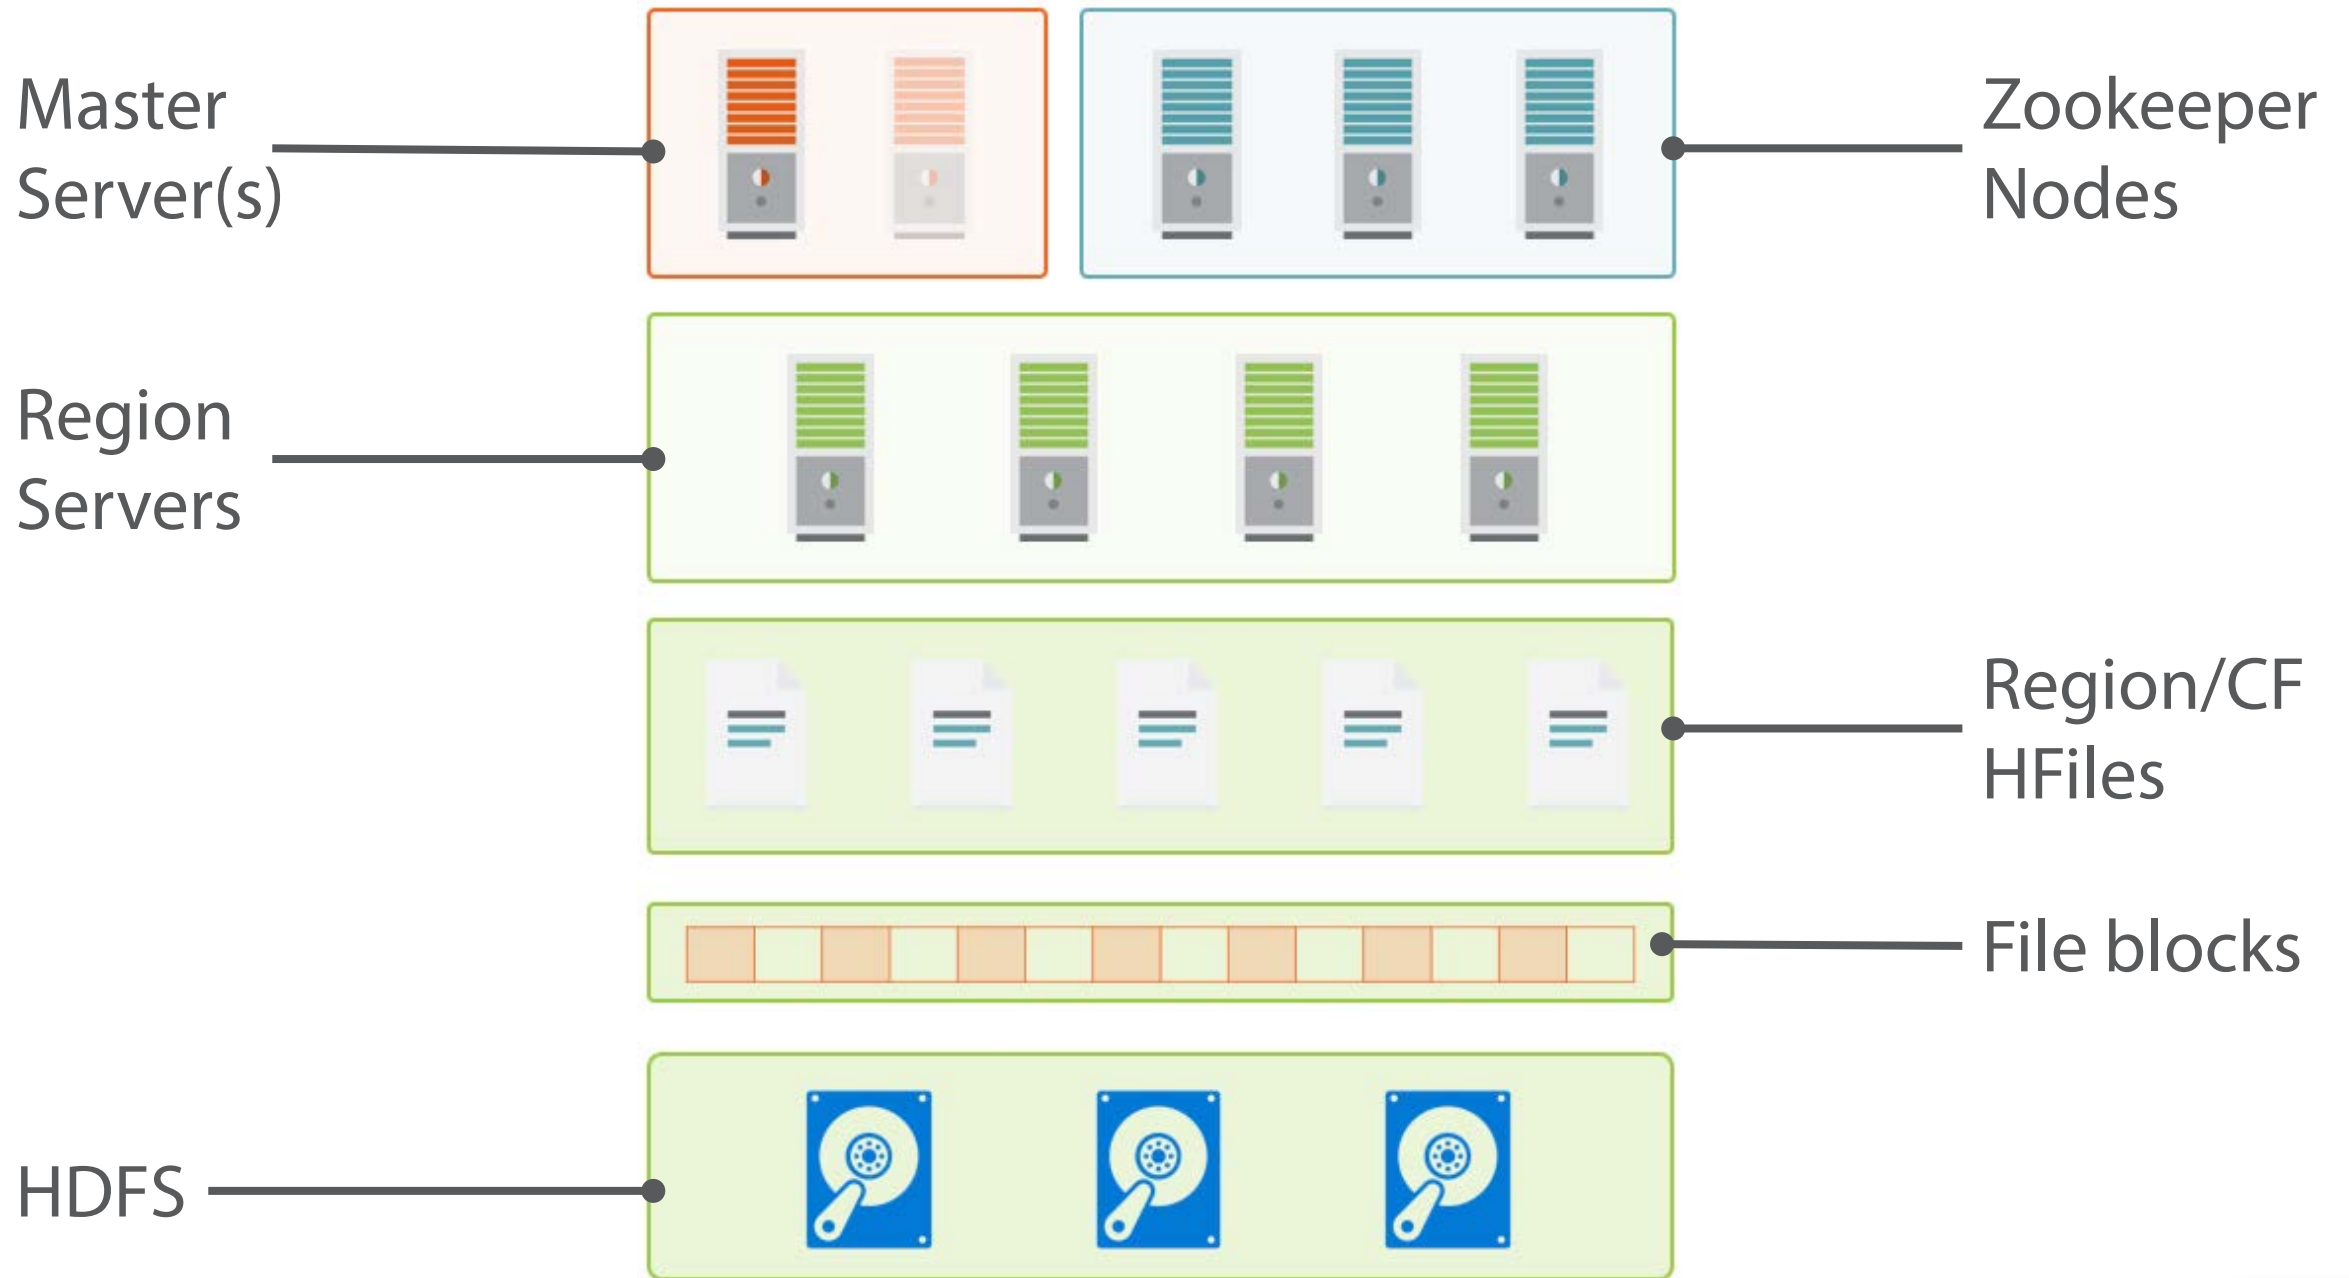 Master
Server(s)
Zookeeper
Nodes
Region
Servers
Region/CF
HFiles
File blocks
HDFS